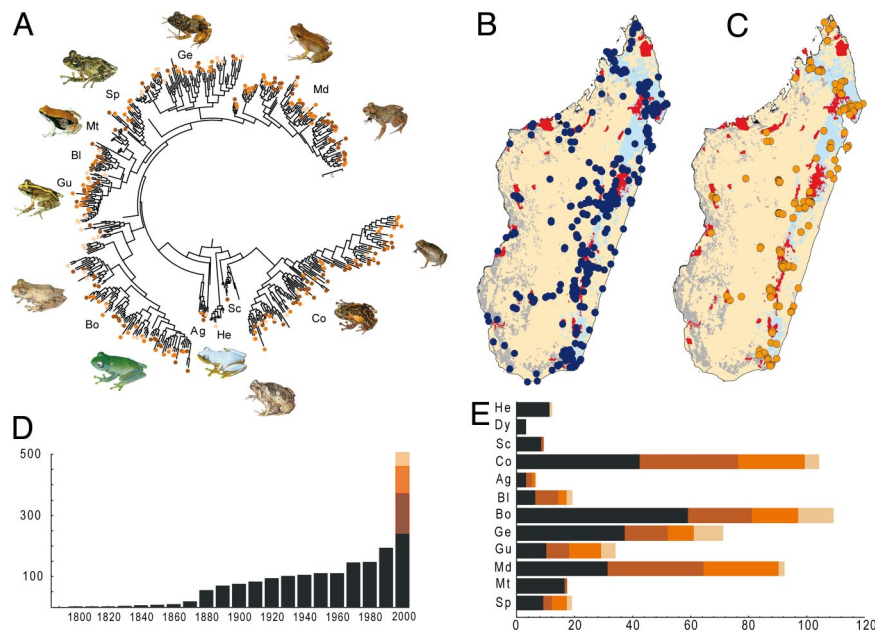 A
B
C
Ge
Md
Sp
Mt
Bl
Gu
Bo
Ag
He
Sc
Co
D
500
300
100
1800 1820 1840 1860 1880 1900 1920 1940 1960 1980 2000
E
He
Dy
Sc
Co
Ag
Bl
Bo
Ge
Gu
Md
Mt
Sp
0 20 40 60 80 100 120